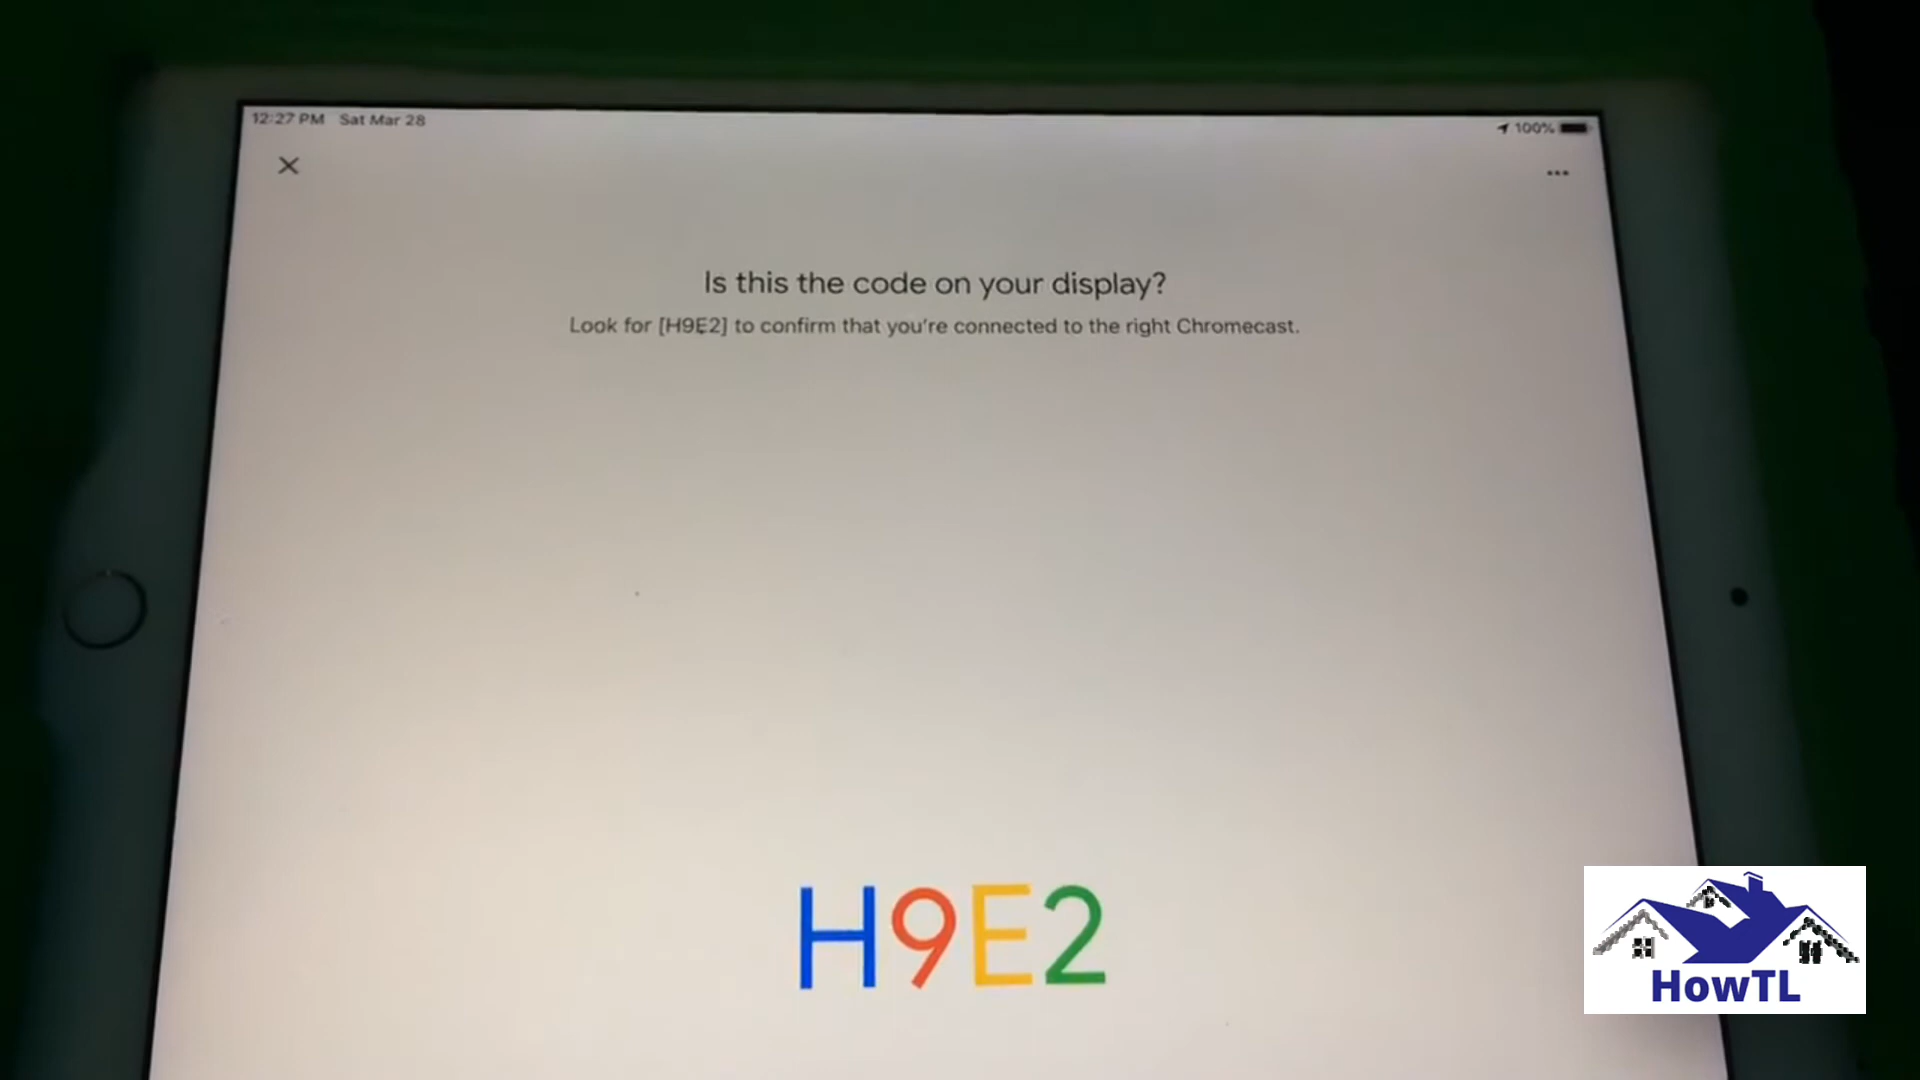 12:27 PM Sat Mar 28
100%
Is this the code on your display?
Look for [H9E2] to confirm that you're connected to the right Chromecast.
H9E2
HowTL